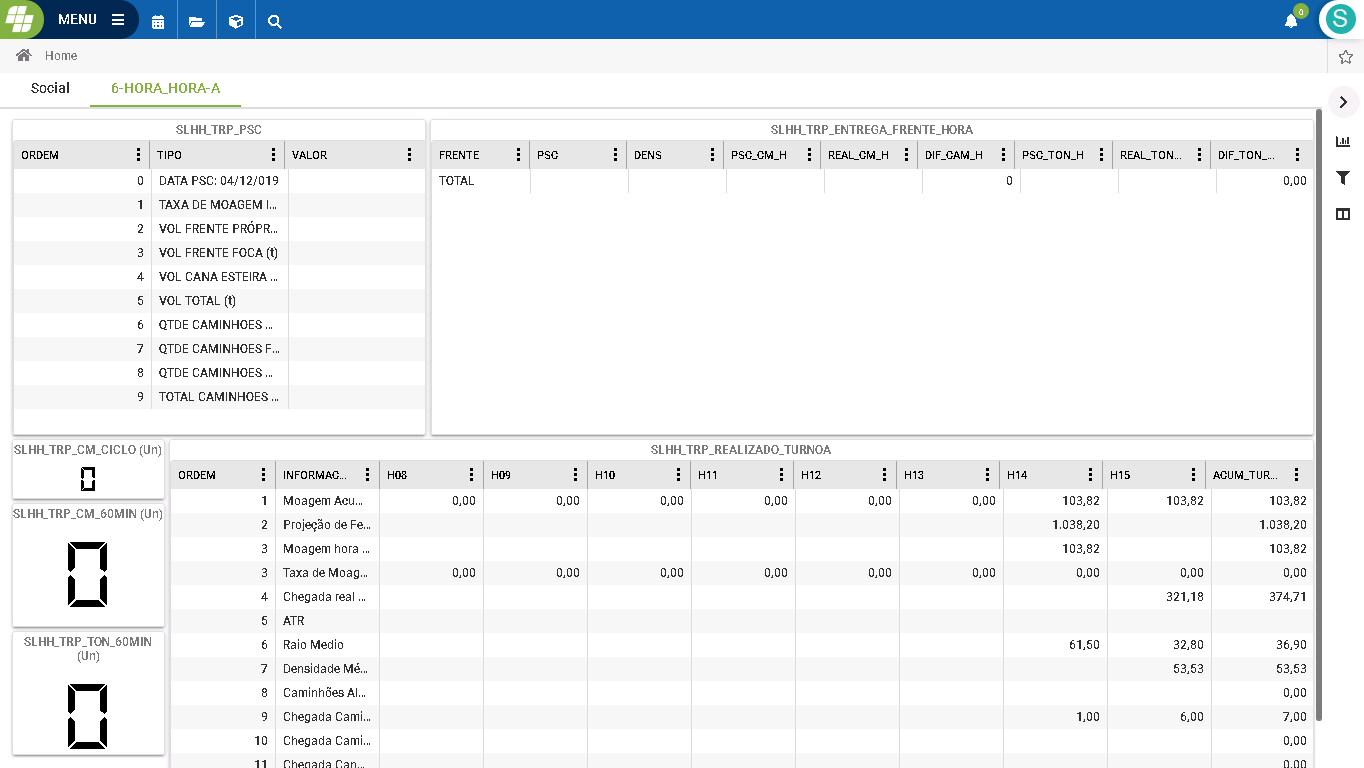 MENU
0
S
Home
Social 6-HORA_HORA-A
SLHH_TRP_PSC
ORDEM TIPO VALOR
0 DATA PSC: 04/12/019
1 TAXA DE MOAGEM I...
2 VOL FRENTE PRÓPR...
3 VOL FRENTE FOCA (t)
4 VOL CANA ESTEIRA ...
5 VOL TOTAL (t)
6 QTDE CAMINHOES ...
7 QTDE CAMINHOES F...
8 QTDE CAMINHOES ...
9 TOTAL CAMINHOES ...
SLHH_TRP_ENTREGA_FRENTE_HORA
FRENTE PSC DENS PSC_CM_H REAL_CM_H DIF_CAM_H PSC_TON_H REAL_TON... DIF_TON_...
TOTAL 0 0,00
SLHH_TRP_CM_CICLO (Un)
0
SLHH_TRP_CM_60MIN (Un)
0
SLHH_TRP_TON_60MIN
(Un)
0
SLHH_TRP_REALIZADO_TURNOA
ORDEM INFORMAC... H08 H09 H10 H11 H12 H13 H14 H15 AGUM_TUR...
1 Moagem Acu... 0,00 0,00 0,00 0,00 0,00 0,00 103,82 103,82 103,82
2 Projeção de Fe... 1.038,20 1.038,20
3 Moagem hora ... 103,82 103,82
3 Taxa de Moag... 0,00 0,00 0,00 0,00 0,00 0,00 0,00 0,00 0,00
4 Chegada real ... 321,18 374,71
5 ATR
6 Raio Medio 61,50 32,80 36,90
7 Densidade Mé... 53,53 53,53
8 Caminhões Al... 0,00
9 Chegada Cami... 1,00 6,00 7,00
10 Chegada Cami... 0,00
11 Chegada Can... 0,00